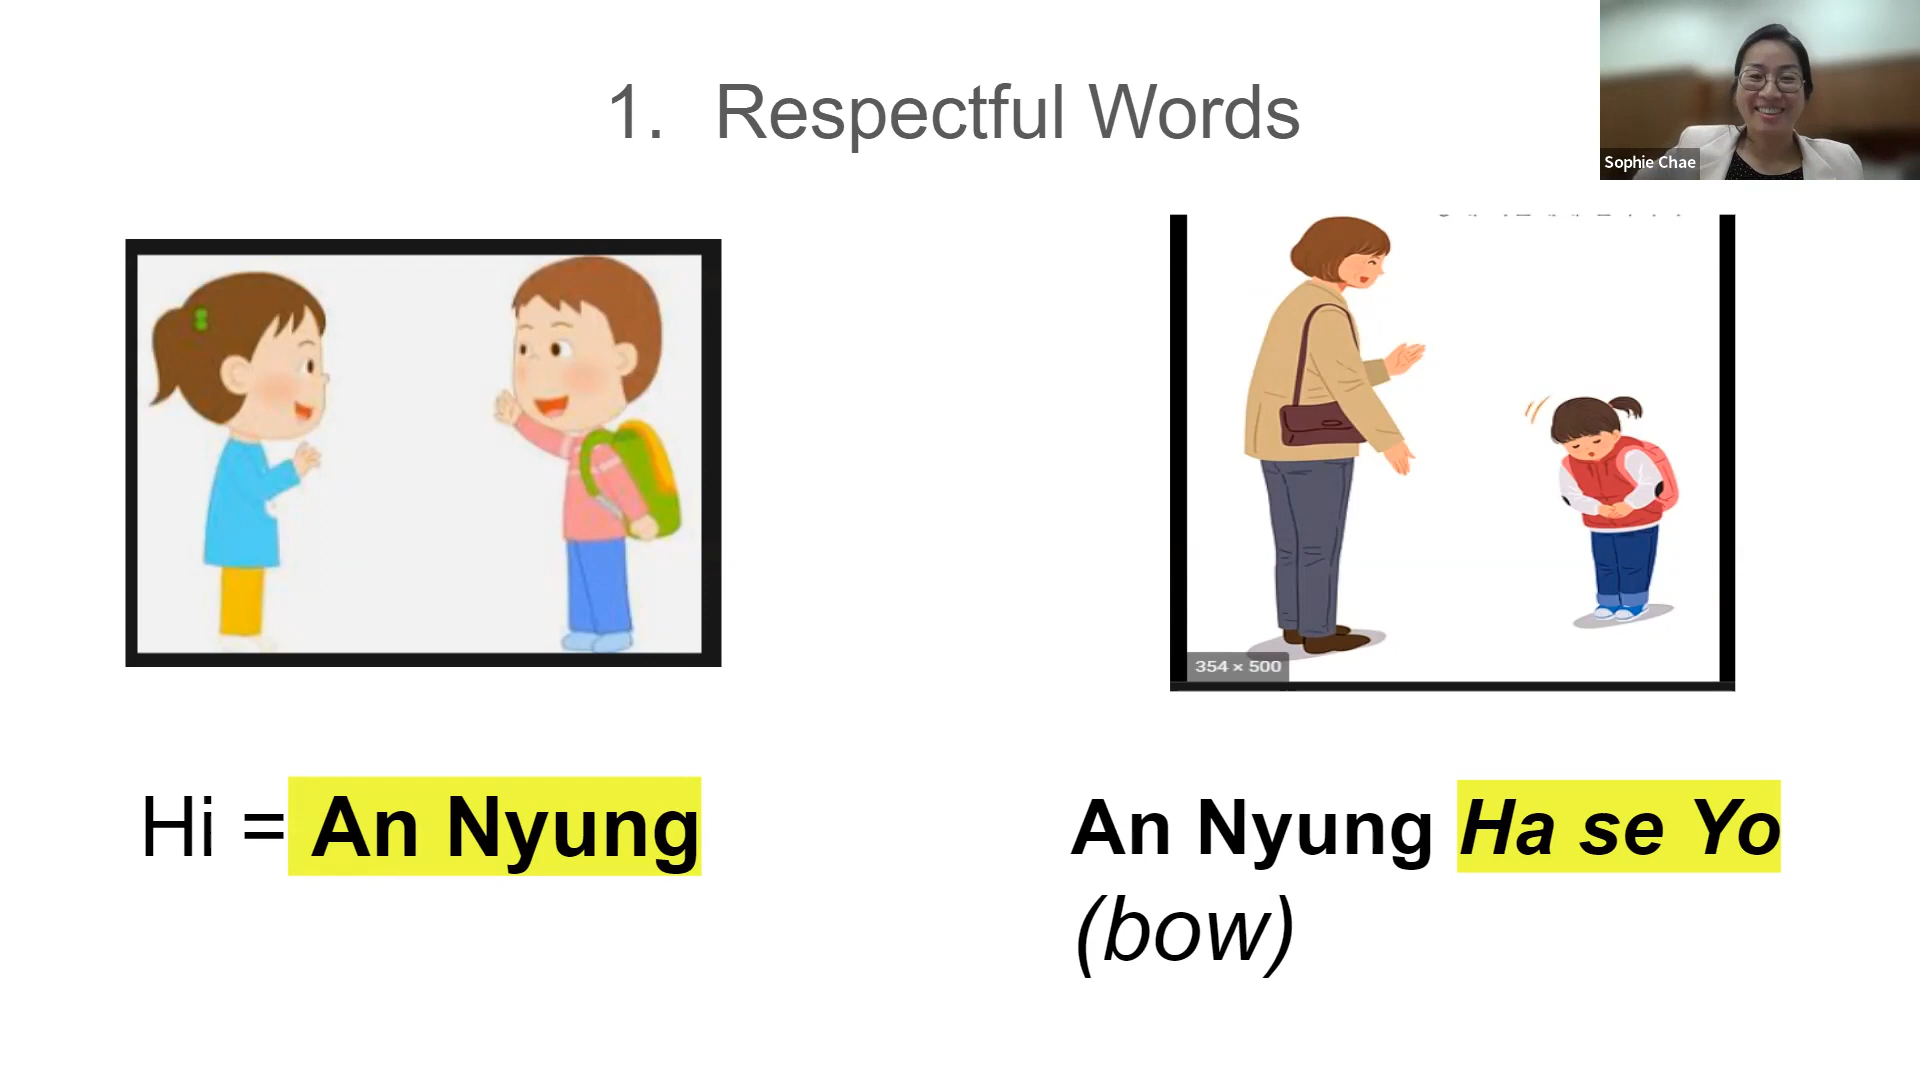 1. Respectful Words
Sophie Chae
354 × 500
Hi = An Nyung
An Nyung Ha se Yo
(bow)